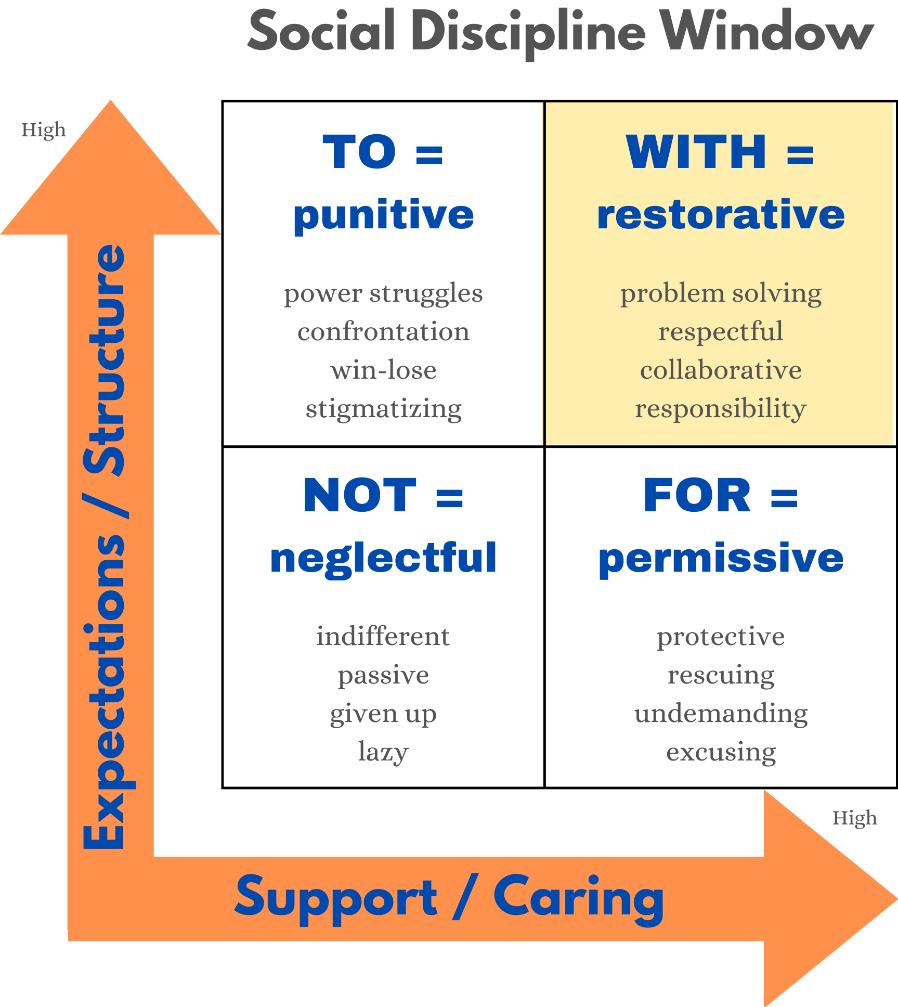 Social Discipline Window
High
TO =
punitive
power struggles
confrontation
win-lose
stigmatizing
WITH =
restorative
problem solving
respectful
collaborative
responsibility
NOT =
neglectful
indifferent
passive
given up
lazy
FOR =
permissive
protective
rescuing
undemanding
excusing
Expectations / Structure
High
Support / Caring